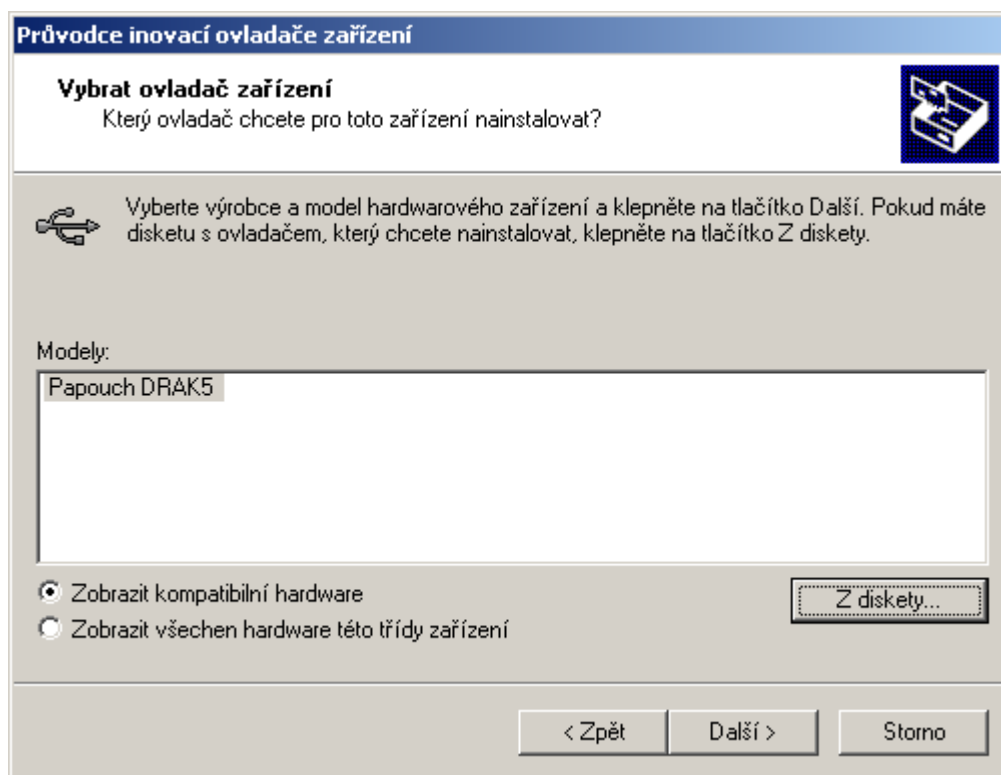 Průvodce inovací ovladače zařízení
Vybrat ovladač zařízení
Který ovladač chcete pro toto zařízení nainstalovat?
Vyberte výrobce a model hardwarového zařízení a klepněte na tlačítko Další. Pokud máte
disketu s ovladačem, který chcete nainstalovat, klepněte na tlačítko Z diskety.
Modely:
Papouch DRAK5
Zobrazit kompatibilní hardware
Z diskety...
Zobrazit všechen hardware této třídy zařízení
< Zpět
Další >
Storno